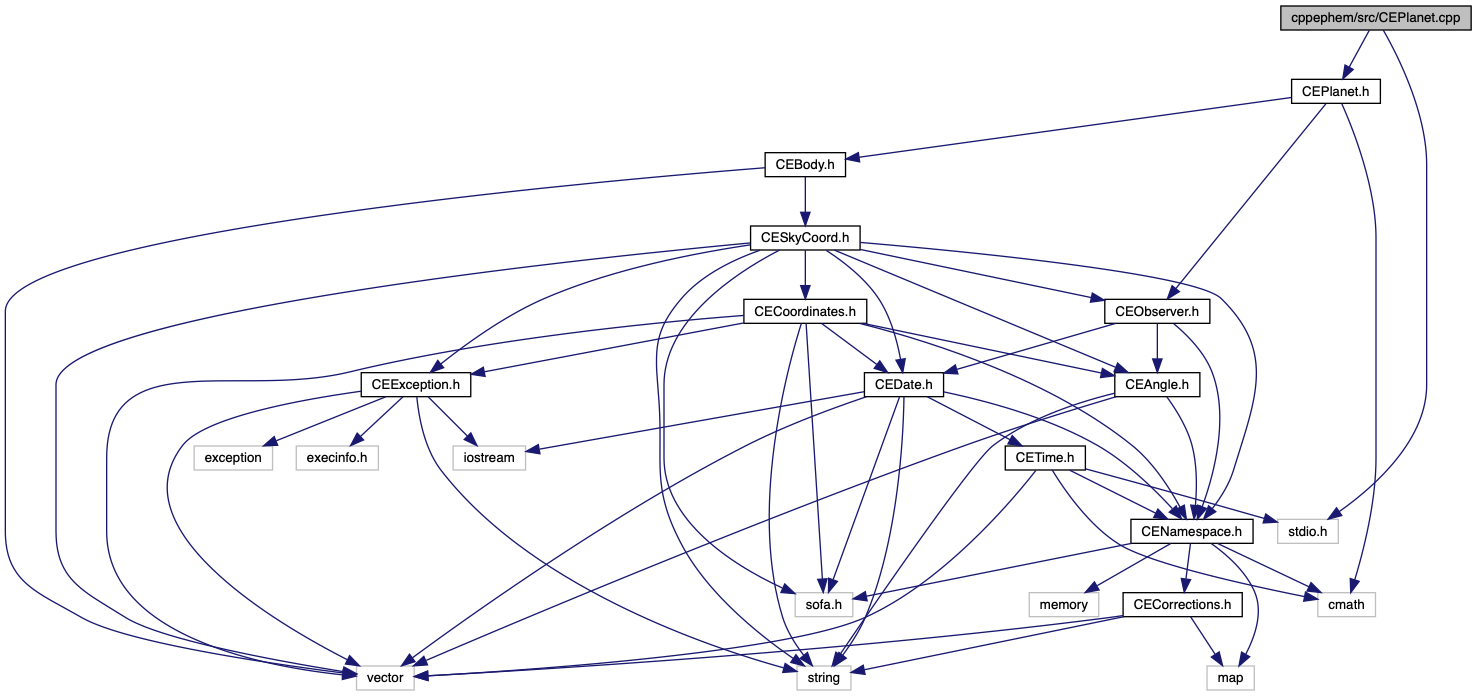 cppephem/src/CEPlanet.cpp
CEPlanet.h
CEBody.h
CESkyCoord.h
CECoordinates.h
CEObserver.h
CEException.h
CEDate.h
CEAngle.h
exception
execinfo.h
iostream
CETime.h
CENamespace.h
stdio.h
sofa.h
memory
CECorrections.h
cmath
vector
string
map